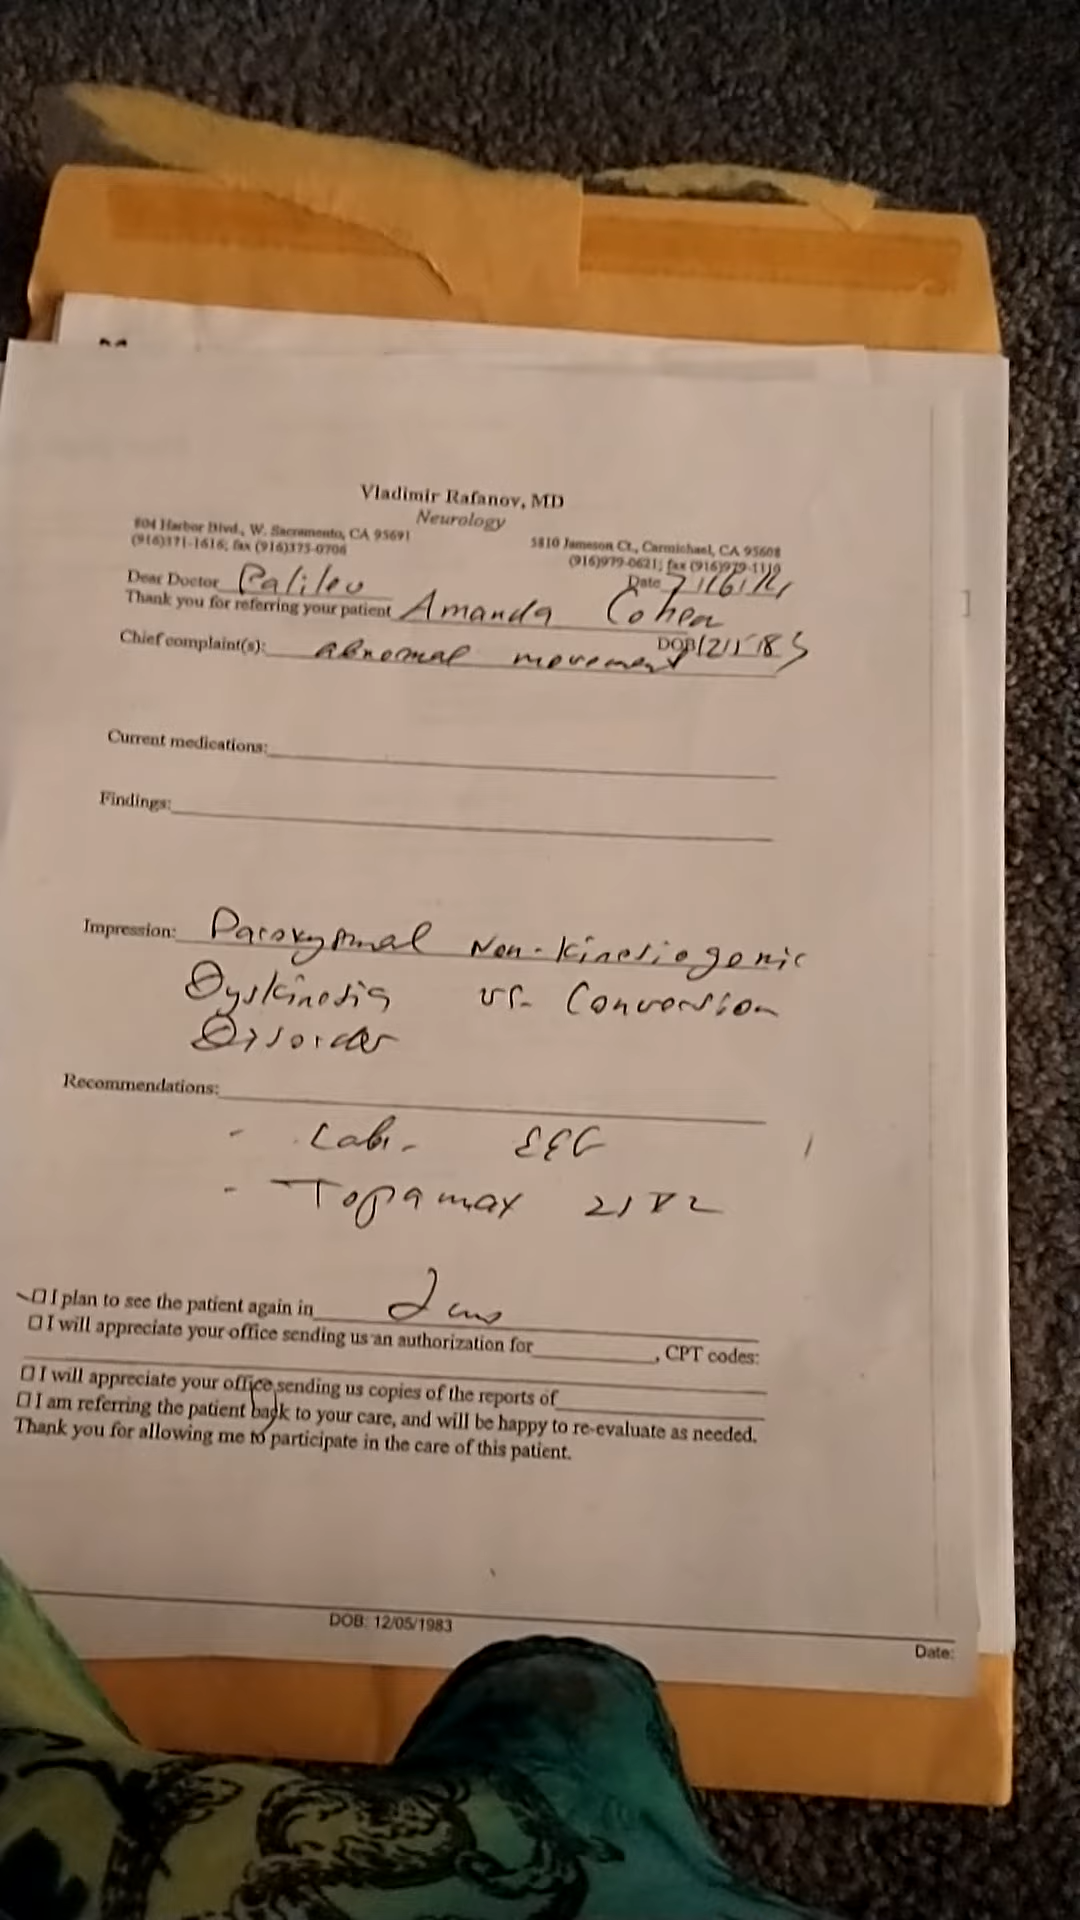 Vladimir Rafanov, MD
Neurology
804 Harbor Blvd., W. Sacramento, CA 95691
(916)371-1616; fax (916)375-0706
5810 Jameson Ct., Carmichael, CA 95608
(916)979-0621; fax (916)979-1110
Dear Doctor Palileo
Date 7/16/14
Thank you for referring your patient Amanda Cohen
DOB 12/5/83
Chief complaint(s): abnormal movement
Current medications:
Findings:
Impression: Paroxysmal Non-kinesiogenic
Dyskinesia vs. Conversion
Disorder
Recommendations:
- Labs. EEG
- Topamax
I plan to see the patient again in
I will appreciate your office sending us an authorization for , CPT codes:
I will appreciate your office sending us copies of the reports of
I am referring the patient back to your care, and will be happy to re-evaluate as needed.
Thank you for allowing me to participate in the care of this patient.
DOB: 12/05/1983
Date: